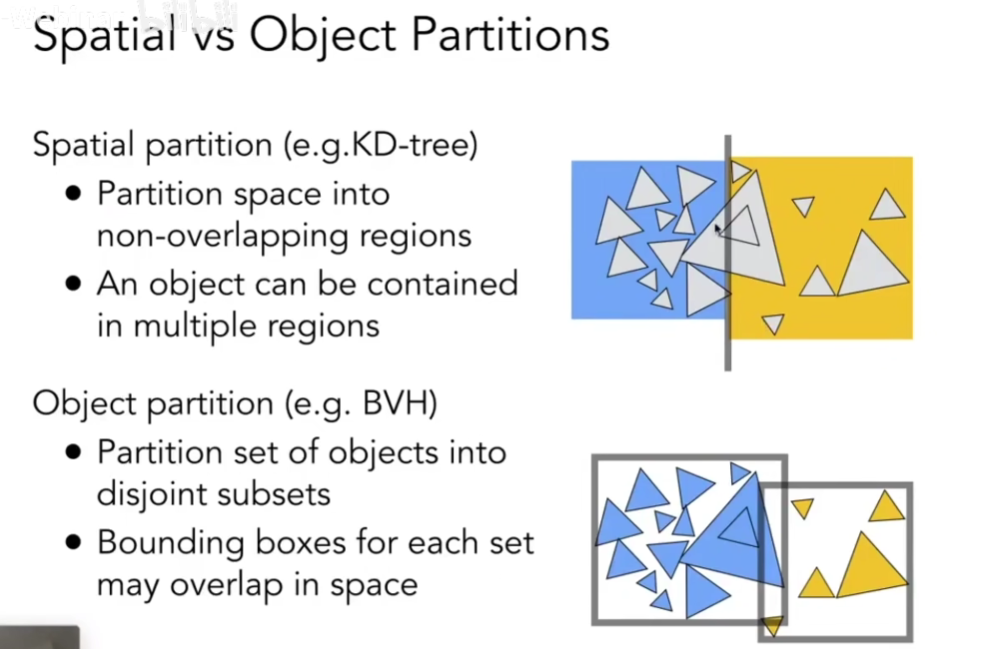 Spatial vs Object Partitions
bilibili
Spatial partition (e.g.KD-tree)
● Partition space into
non-overlapping regions
● An object can be contained
in multiple regions
Object partition (e.g. BVH)
● Partition set of objects into
disjoint subsets
● Bounding boxes for each set
may overlap in space